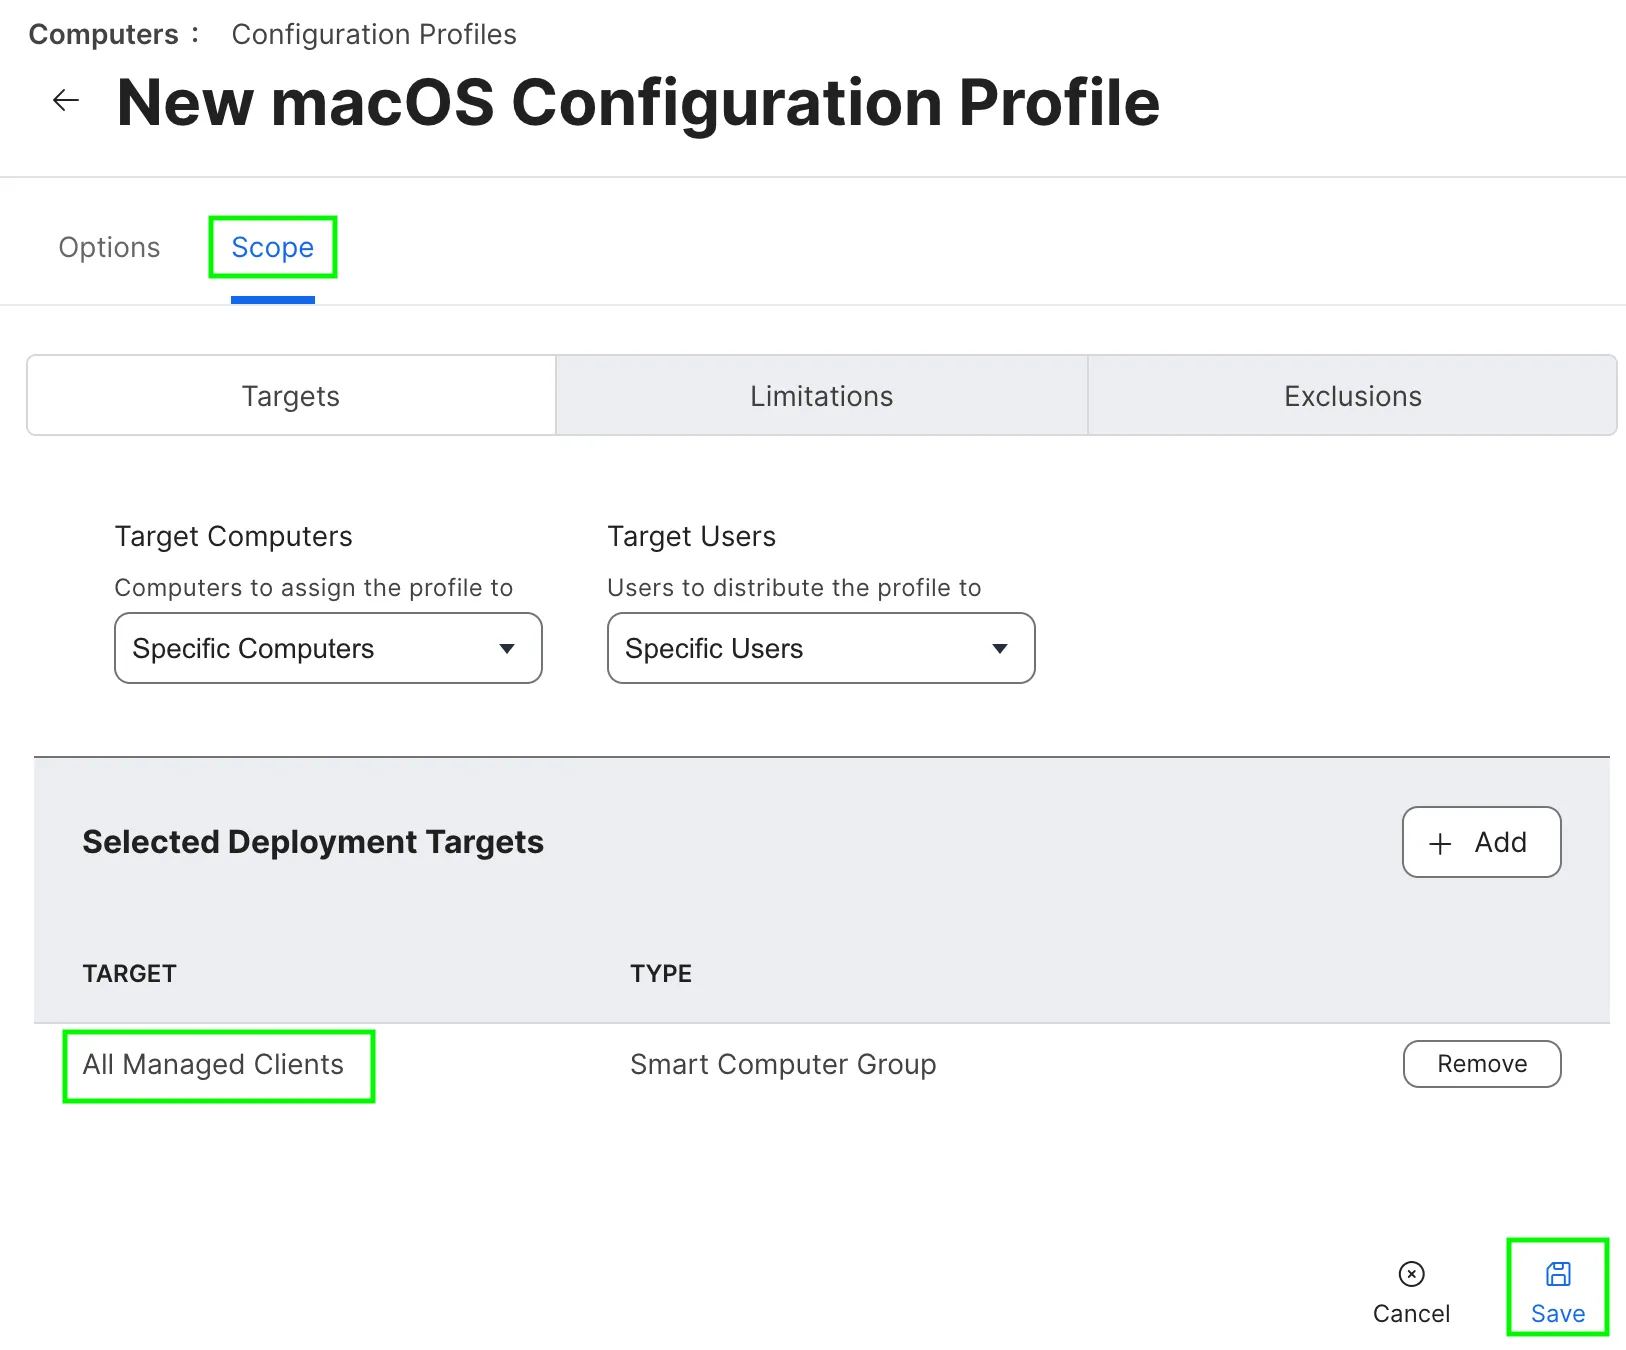 Computers : Configuration Profiles
New macOS Configuration Profile
Options Scope
Targets Limitations Exclusions
Target Computers Target Users
Computers to assign the profile to Users to distribute the profile to
Specific Computers Specific Users
Selected Deployment Targets Add
TARGET TYPE
All Managed Clients Smart Computer Group Remove
Cancel Save